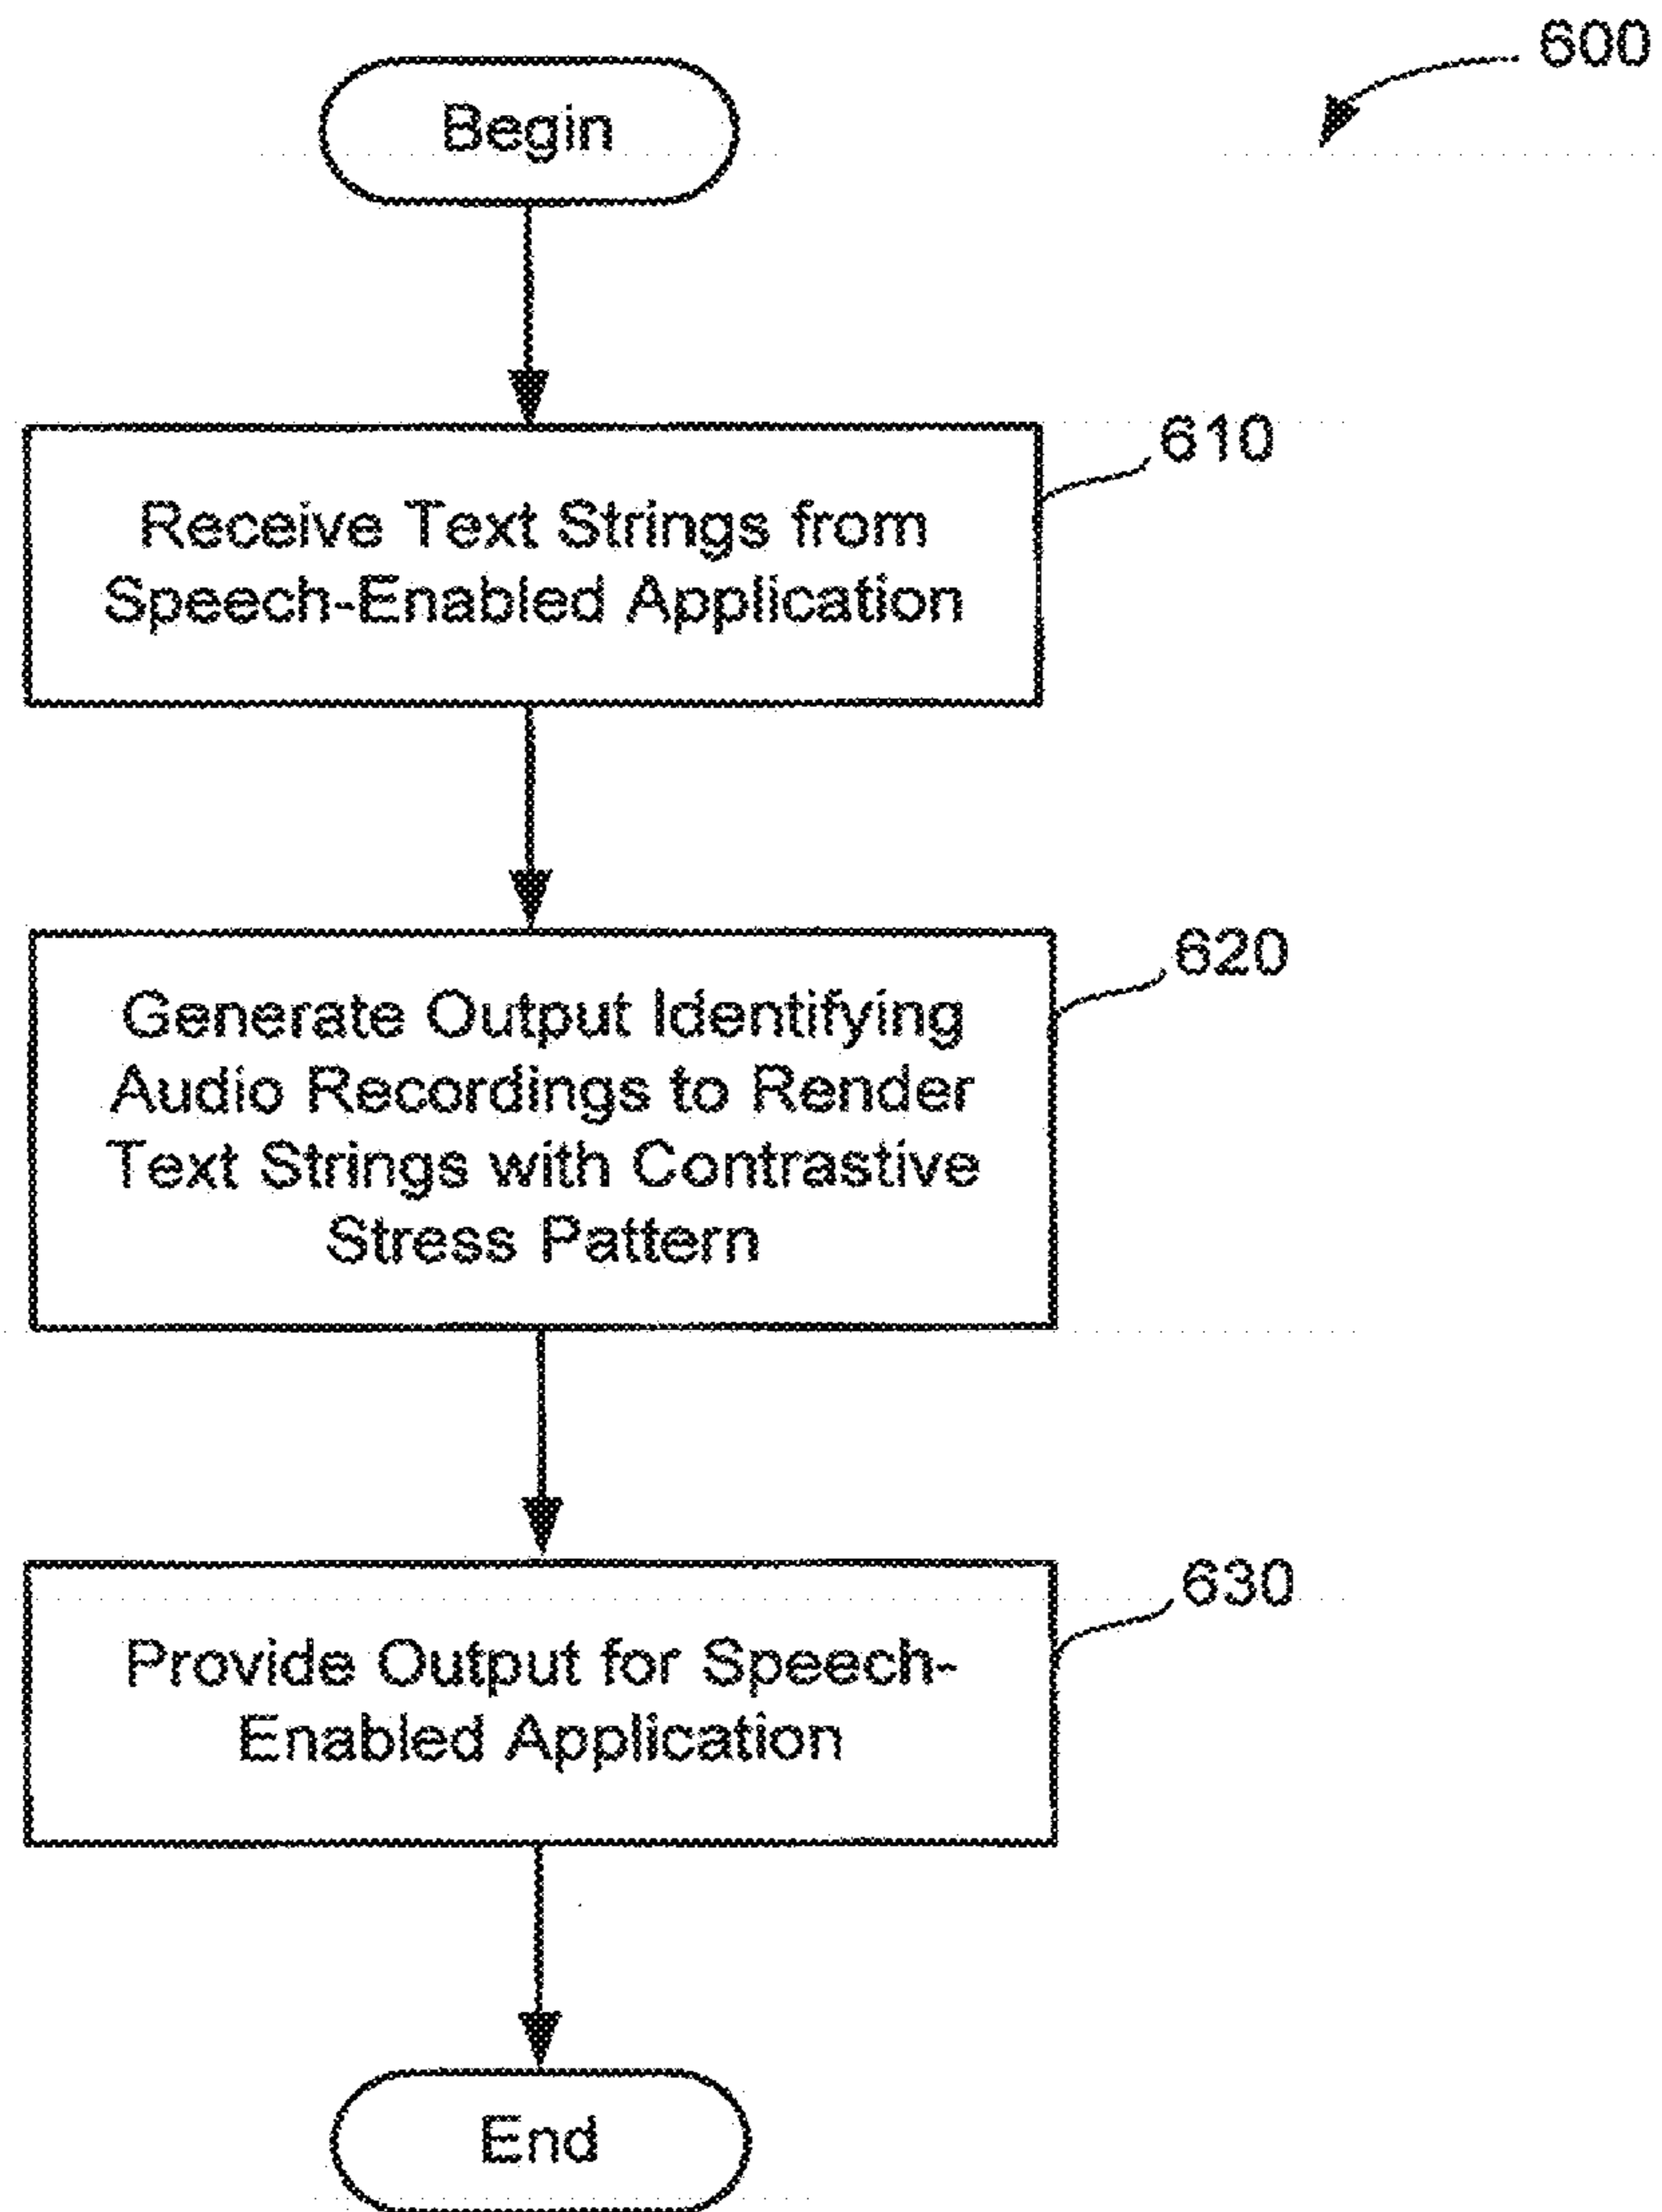 600
Begin
610
Receive Text Strings from
Speech-Enabled Application
620
Generate Output Identifying
Audio Recordings to Render
Text Strings with Contrastive
Stress Pattern
630
Provide Output for Speech-
Enabled Application
End